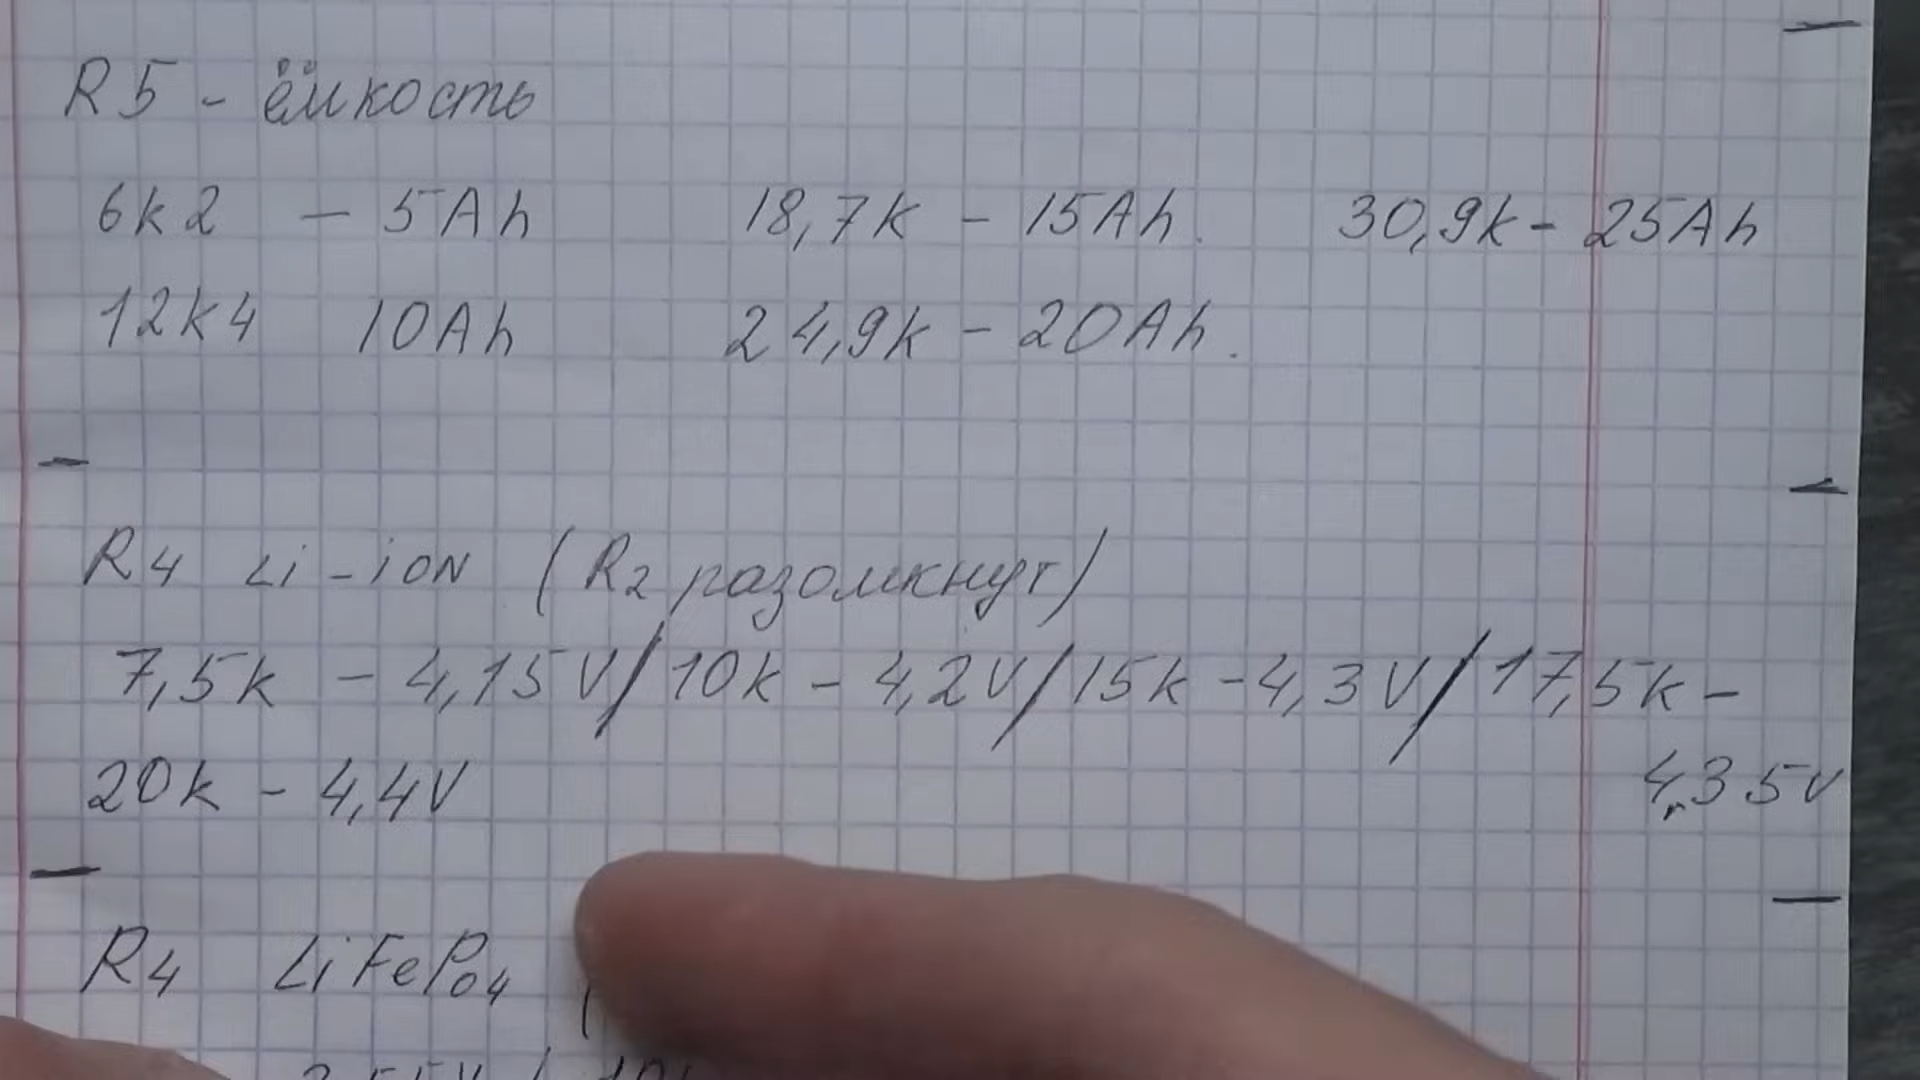 R5 - ёмкость
6k2 — 5Ah 18,7k - 15Ah. 30,9k - 25Ah
12k4 10Ah 24,9k - 20Ah.
R4 Li-ion (R2 разомкнут)
7,5k - 4,15V/10k - 4,2V/15k - 4,3V/17,5k -
20k - 4,4V 4,35V
R4 LiFePo4 (